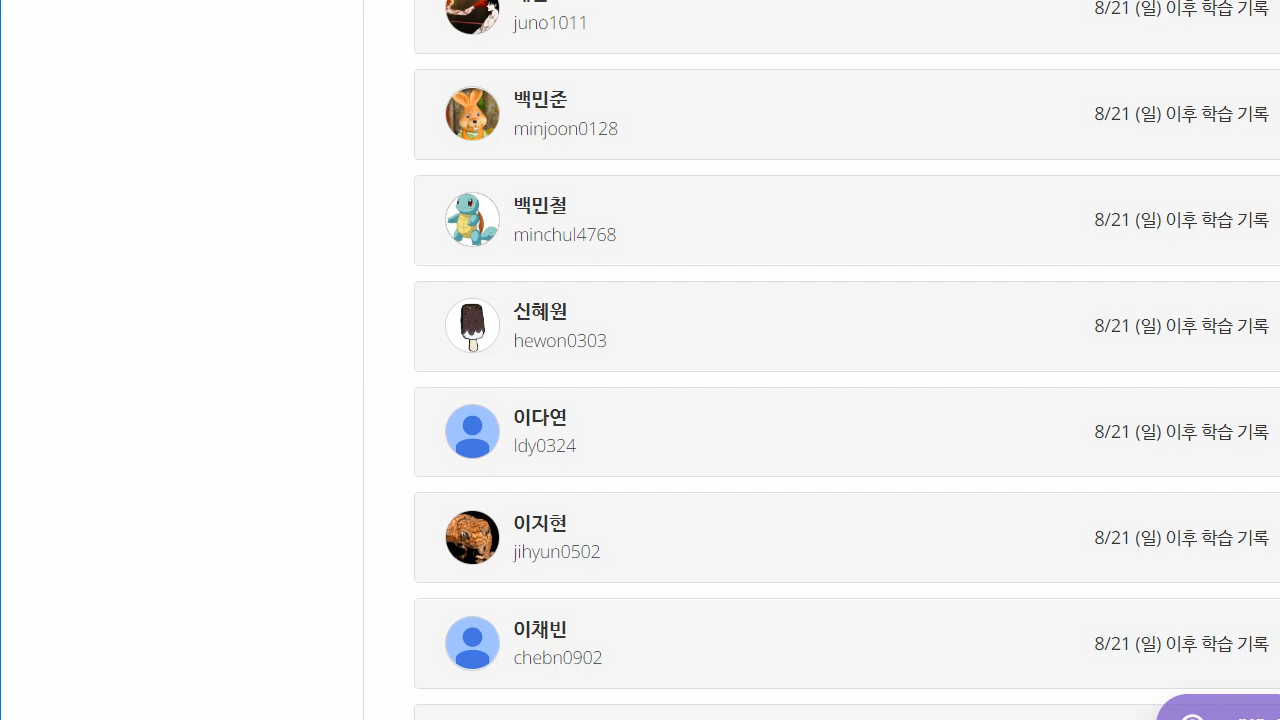 juno1011
8/21 (일) 이후 학습 기록
백민준
minjoon0128
8/21 (일) 이후 학습 기록
백민철
minchul4768
8/21 (일) 이후 학습 기록
신혜원
hewon0303
8/21 (일) 이후 학습 기록
이다연
ldy0324
8/21 (일) 이후 학습 기록
이지현
jihyun0502
8/21 (일) 이후 학습 기록
이채빈
chebn0902
8/21 (일) 이후 학습 기록